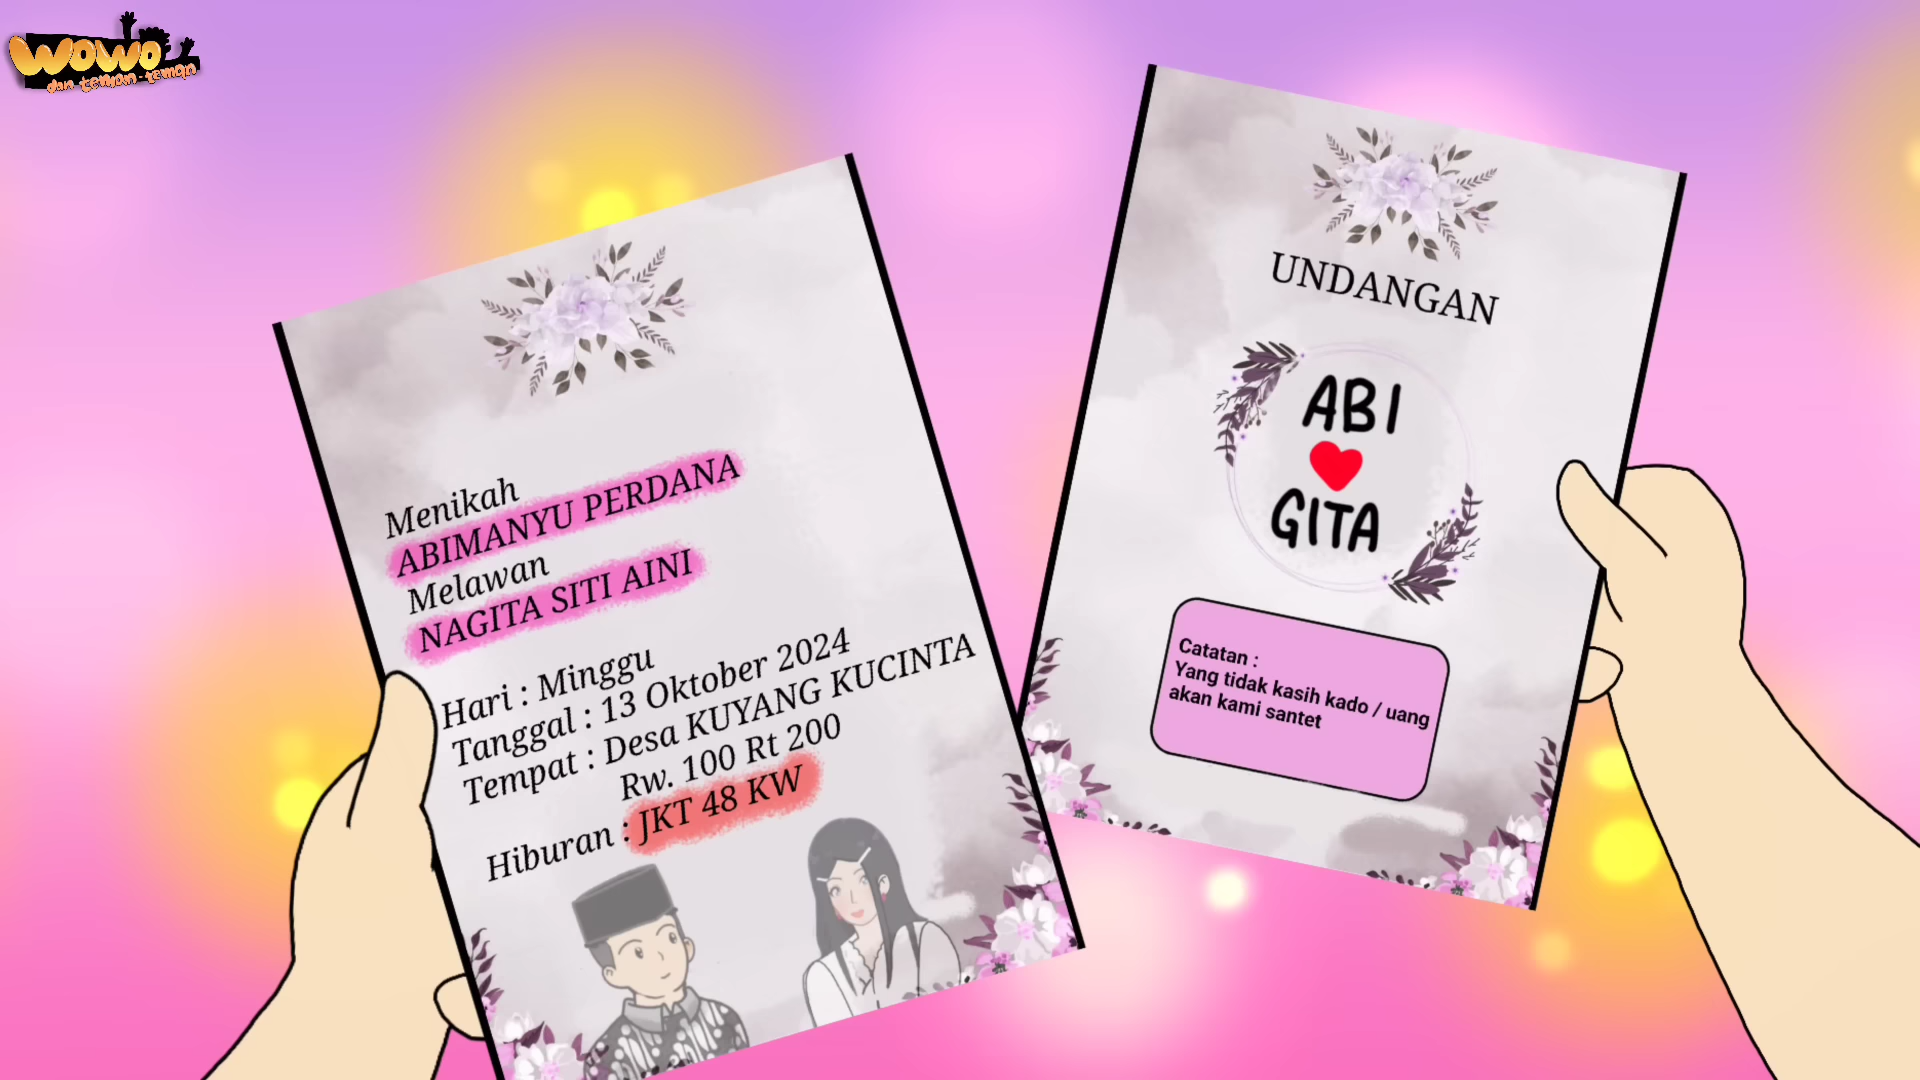 WOWO
dan teman-teman
Menikah
ABIMANYU PERDANA
Melawan
NAGITA SITI AINI
Hari : Minggu
Tanggal : 13 Oktober 2024
Tempat : Desa KUYANG KUCINTA
Rw. 100 Rt 200
Hiburan : JKT 48 KW
UNDANGAN
ABI
GITA
Catatan :
Yang tidak kasih kado / uang
akan kami santet